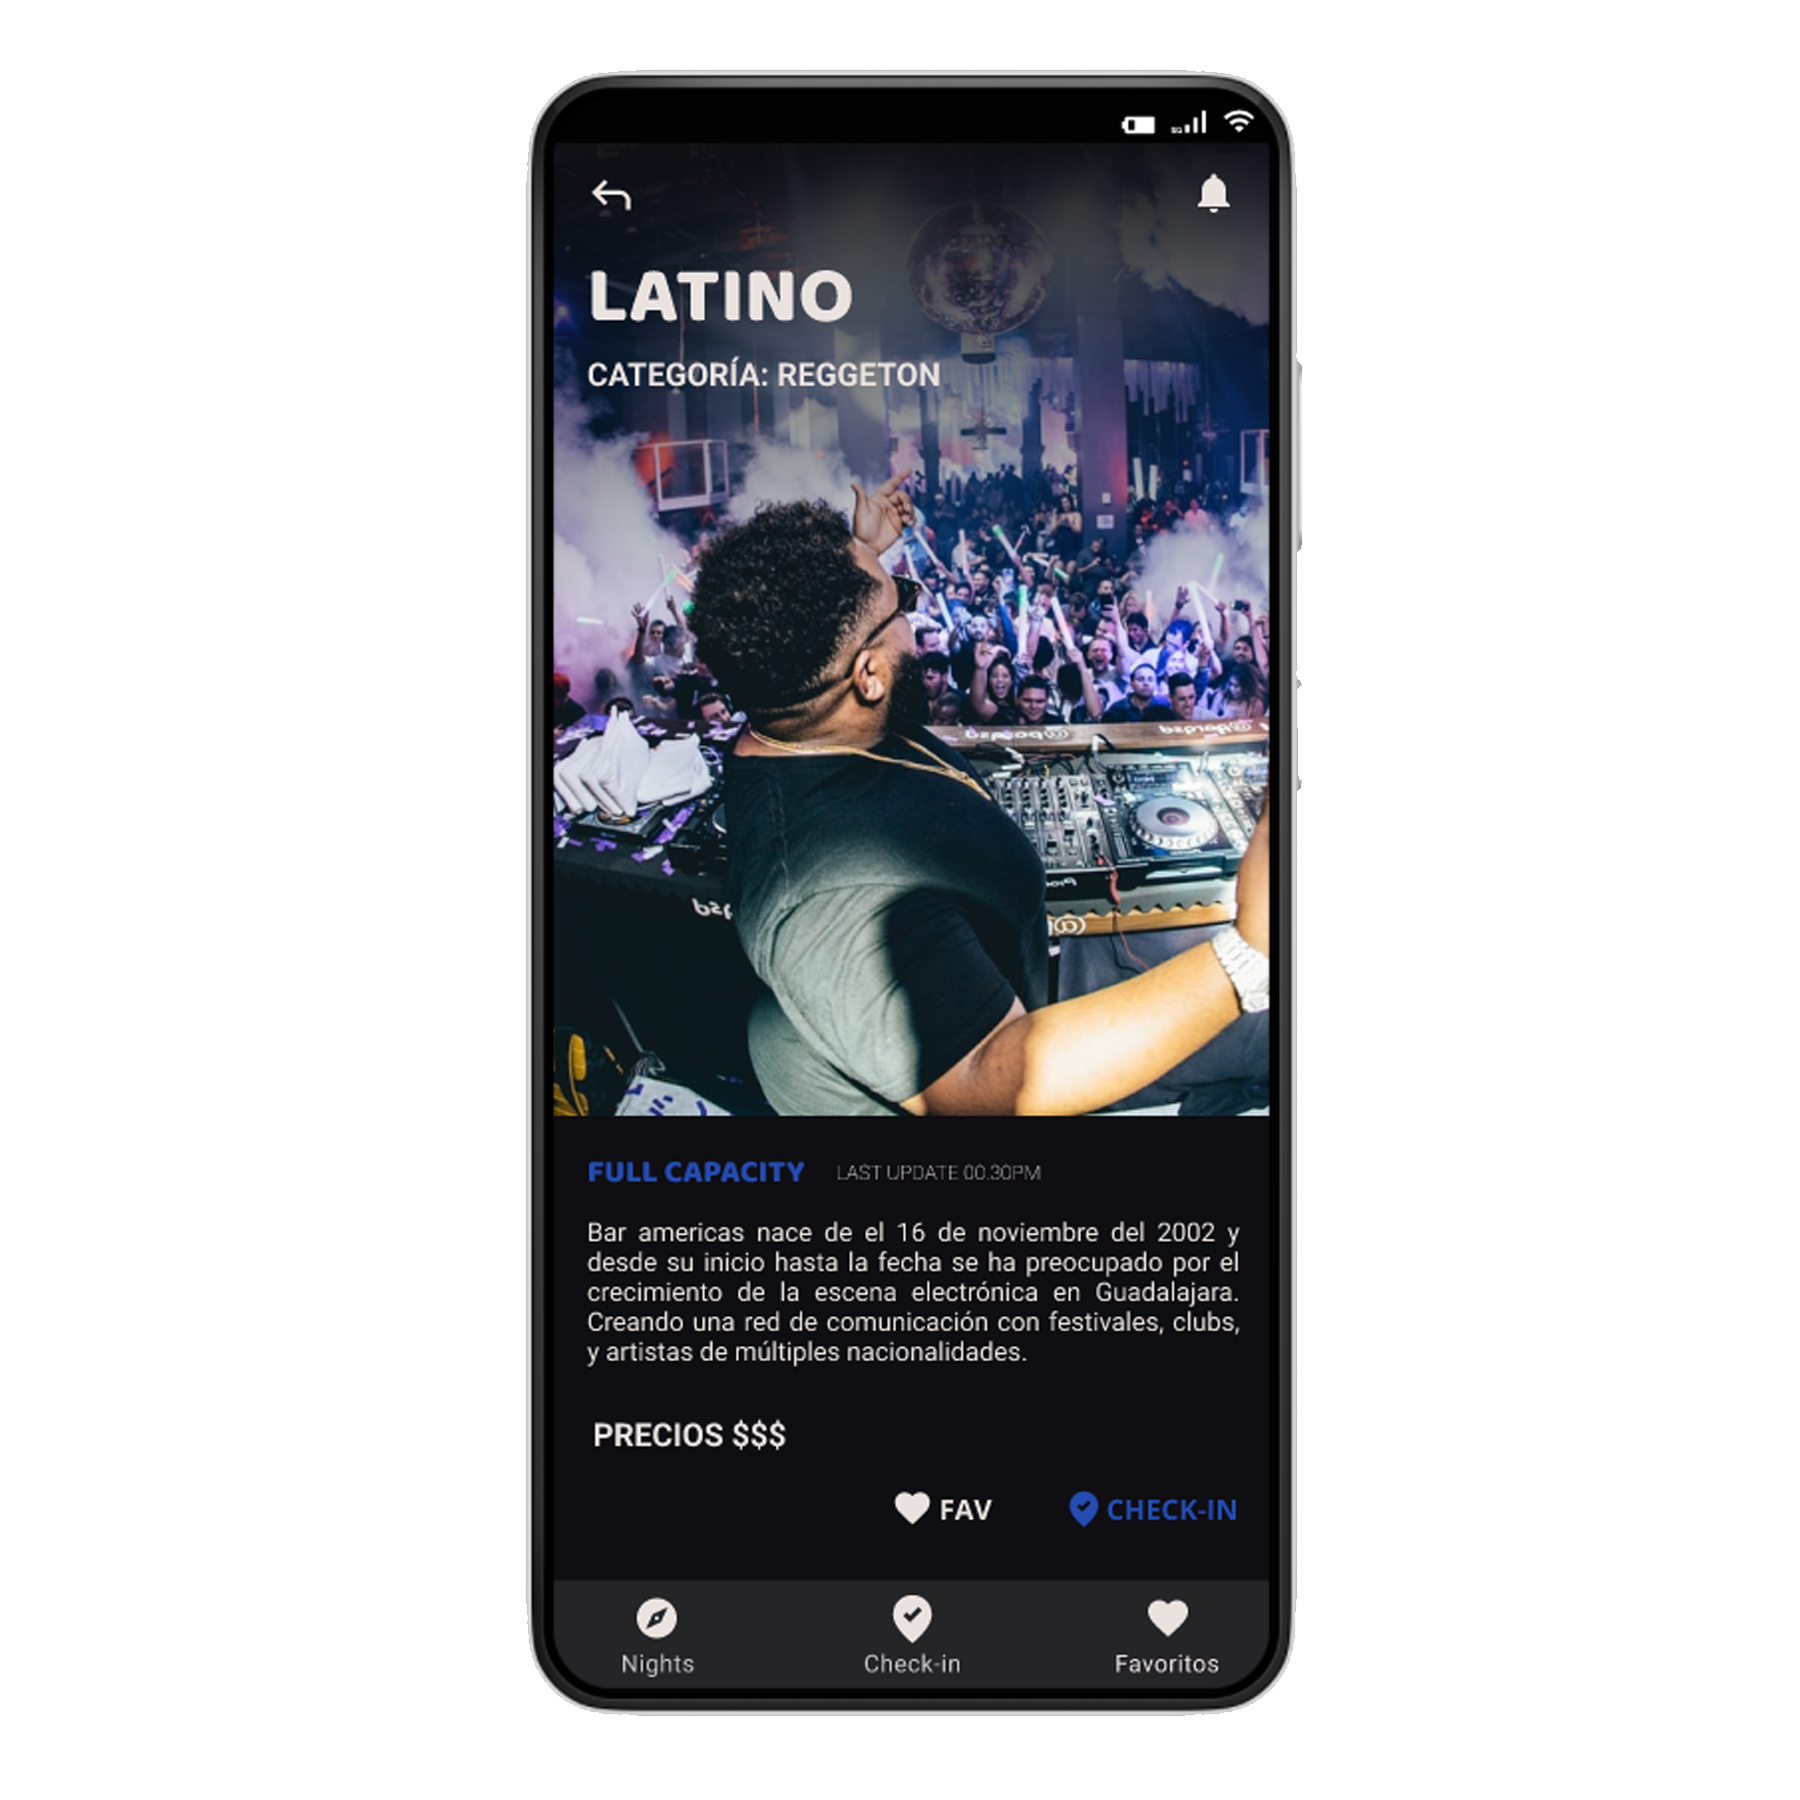 LATINO
CATEGORÍA: REGGETON
FULL CAPACITY LAST UPDATE 00.30PM
Bar americas nace de el 16 de noviembre del 2002 y
desde su inicio hasta la fecha se ha preocupado por el
crecimiento de la escena electrónica en Guadalajara.
Creando una red de comunicación con festivales, clubs,
y artistas de múltiples nacionalidades.
PRECIOS $$$
FAV CHECK-IN
Nights Check-in Favoritos